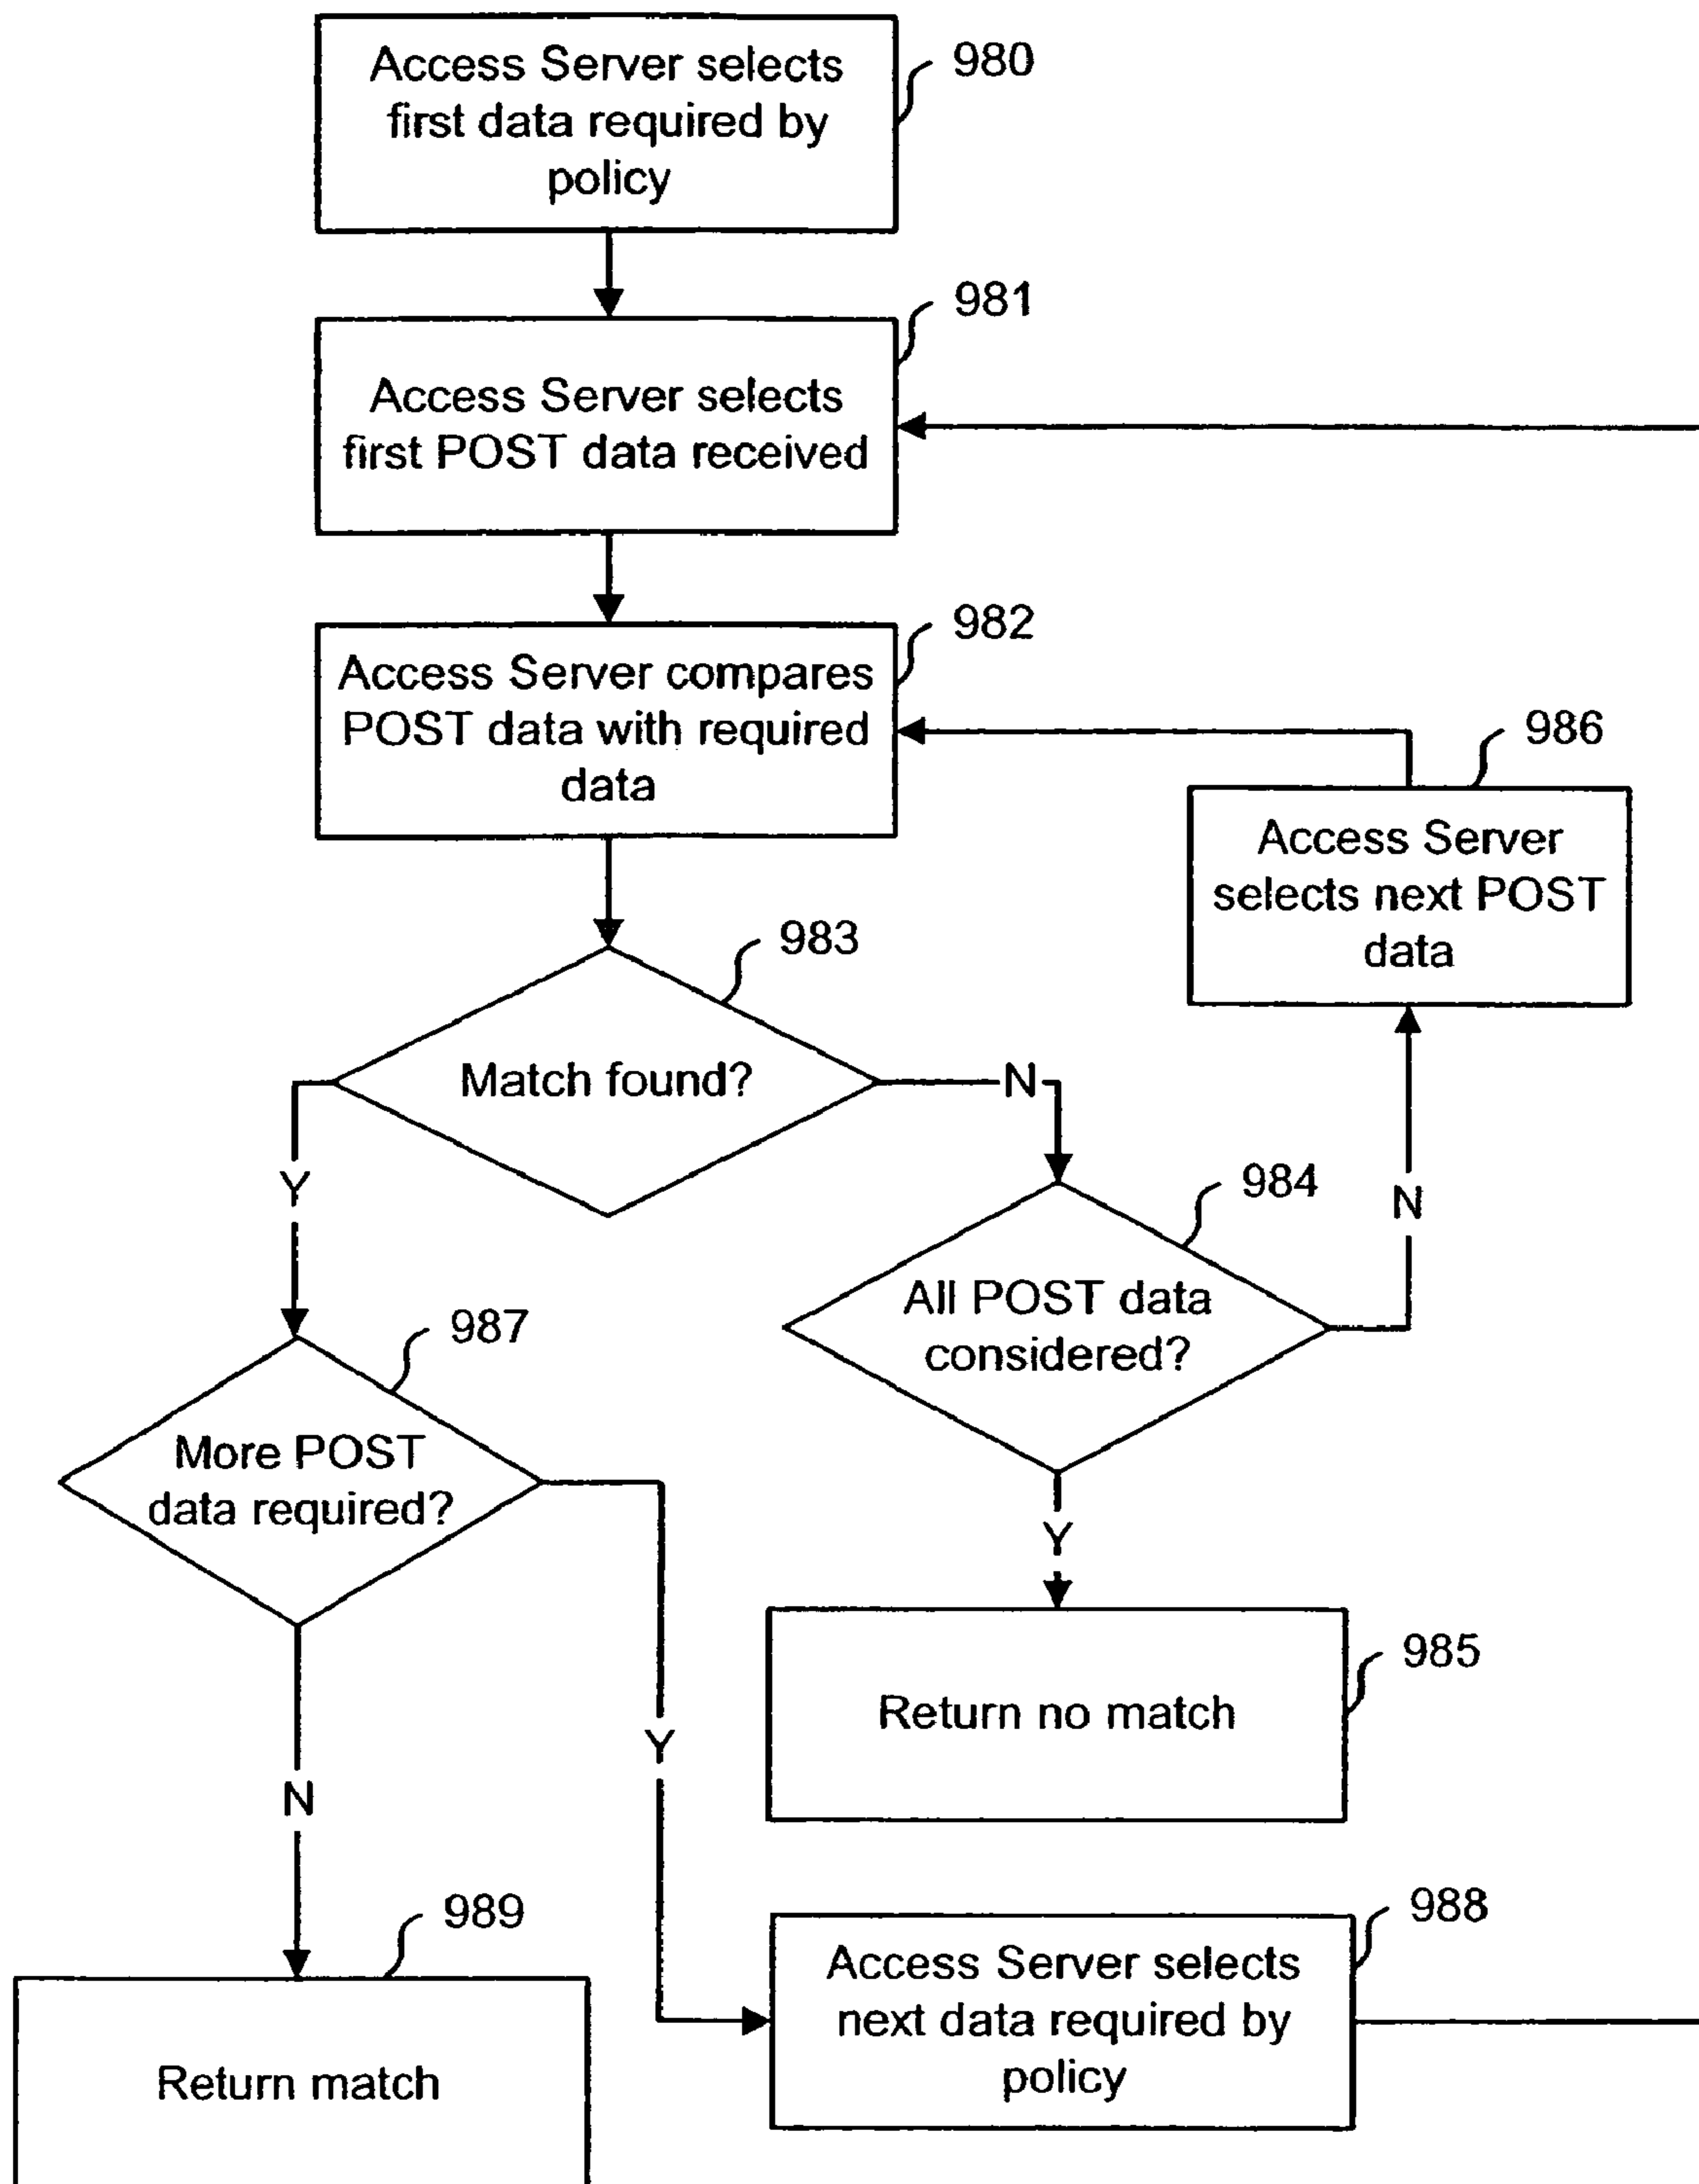 Access Server selects
first data required by
policy
980
981
Access Server selects
first POST data received
982
Access Server compares
POST data with required
data
986
Access Server
selects next POST
data
983
Match found?
N
Y
984
All POST data
considered?
N
987
More POST
data required?
Y
985
Return no match
Y
N
989
Return match
988
Access Server selects
next data required by
policy